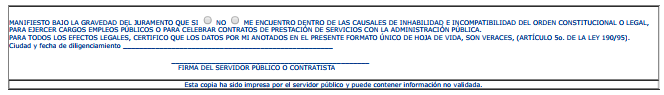 MANIFIESTO BAJO LA GRAVEDAD DEL JURAMENTO QUE SI NO ME ENCUENTRO DENTRO DE LAS CAUSALES DE INHABILIDAD E INCOMPATIBILIDAD DEL ORDEN CONSTITUCIONAL O LEGAL,
PARA EJERCER CARGOS EMPLEOS PÚBLICOS O PARA CELEBRAR CONTRATOS DE PRESTACIÓN DE SERVICIOS CON LA ADMINISTRACIÓN PÚBLICA.
PARA TODOS LOS EFECTOS LEGALES, CERTIFICO QUE LOS DATOS POR MI ANOTADOS EN EL PRESENTE FORMATO ÚNICO DE HOJA DE VIDA, SON VERACES, (ARTÍCULO 5o. DE LA LEY 190/95).
Ciudad y fecha de diligenciamiento
FIRMA DEL SERVIDOR PÚBLICO O CONTRATISTA
Esta copia ha sido impresa por el servidor público y puede contener información no validada.